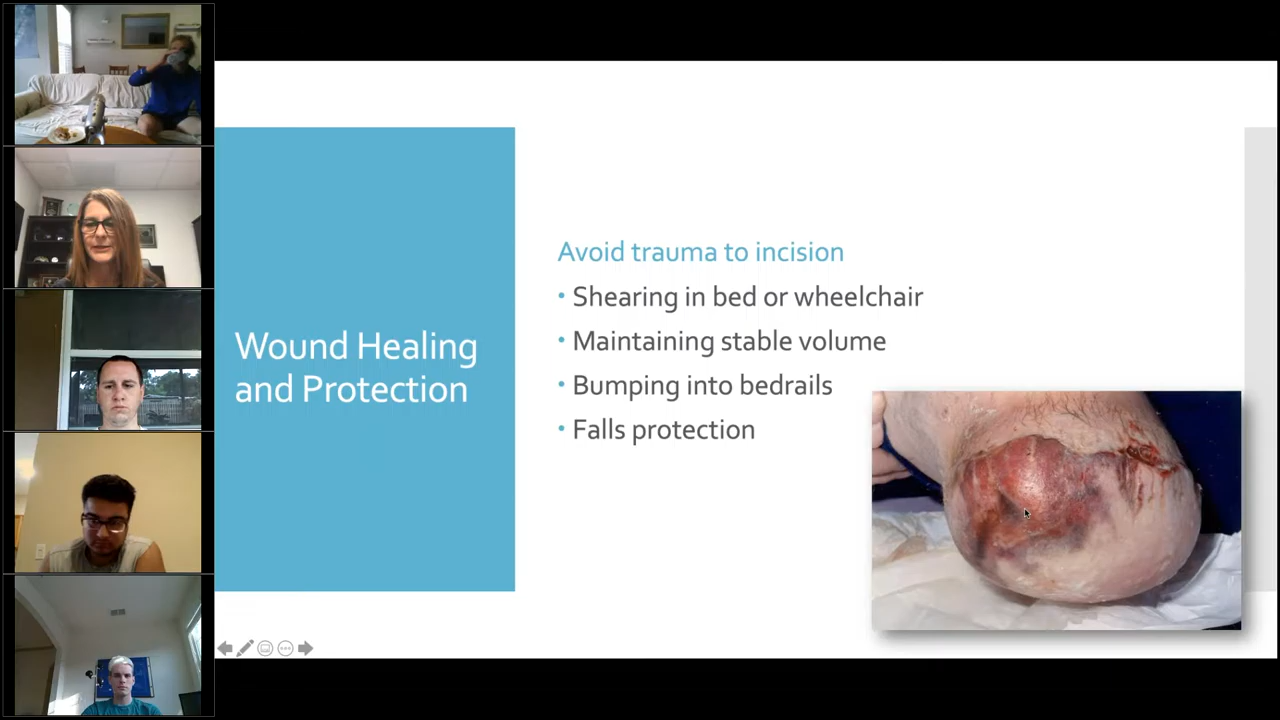 Wound Healing
and Protection
Avoid trauma to incision
• Shearing in bed or wheelchair
• Maintaining stable volume
• Bumping into bedrails
• Falls protection